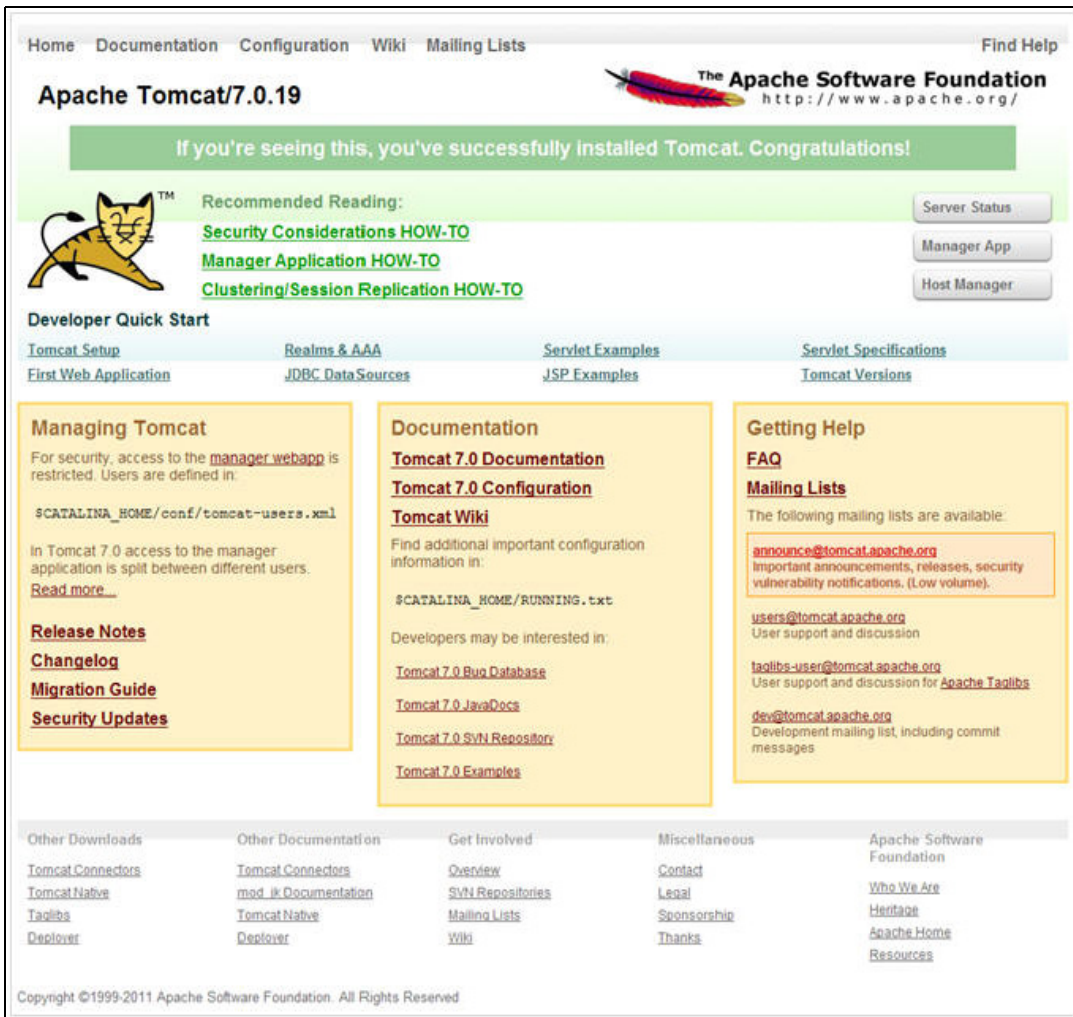 Home Documentation Configuration Wiki Mailing Lists Find Help
Apache Tomcat/7.0.19
The Apache Software Foundation
http://www.apache.org/
If you're seeing this, you've successfully installed Tomcat. Congratulations!
TM
Recommended Reading:
Security Considerations HOW-TO
Manager Application HOW-TO
Clustering/Session Replication HOW-TO
Server Status
Manager App
Host Manager
Developer Quick Start
Tomcat Setup Realms & AAA Servlet Examples Servlet Specifications
First Web Application JDBC DataSources JSP Examples Tomcat Versions
Managing Tomcat
For security, access to the manager webapp is
restricted. Users are defined in:
$CATALINA_HOME/conf/tomcat-users.xml
In Tomcat 7.0 access to the manager
application is split between different users.
Read more...
Release Notes
Changelog
Migration Guide
Security Updates
Documentation
Tomcat 7.0 Documentation
Tomcat 7.0 Configuration
Tomcat Wiki
Find additional important configuration
information in:
$CATALINA_HOME/RUNNING.txt
Developers may be interested in:
Tomcat 7.0 Bug Database
Tomcat 7.0 JavaDocs
Tomcat 7.0 SVN Repository
Tomcat 7.0 Examples
Getting Help
FAQ
Mailing Lists
The following mailing lists are available:
announce@tomcat.apache.org
Important announcements, releases, security
vulnerability notifications. (Low volume).
users@tomcat.apache.org
User support and discussion
taglibs-user@tomcat.apache.org
User support and discussion for Apache Taglibs
dev@tomcat.apache.org
Development mailing list, including commit
messages
Other Downloads
Tomcat Connectors
Tomcat Native
Taglibs
Deployer
Other Documentation
Tomcat Connectors
mod_jk Documentation
Tomcat Native
Deployer
Get Involved
Overview
SVN Repositories
Mailing Lists
Wiki
Miscellaneous
Contact
Legal
Sponsorship
Thanks
Apache Software
Foundation
Who We Are
Heritage
Apache Home
Resources
Copyright ©1999-2011 Apache Software Foundation. All Rights Reserved